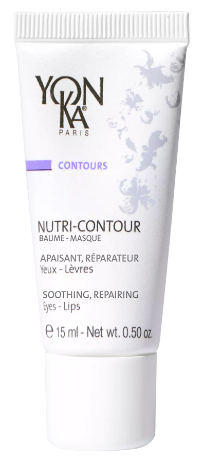 YON
KA
PARIS
CONTOURS
NUTRI-CONTOUR
BAUME-MASQUE
APAISANT, RÉPARATEUR
Yeux - Lèvres
SOOTHING, REPAIRING
Eyes - Lips
e 15 ml - Net wt. 0.50 oz.